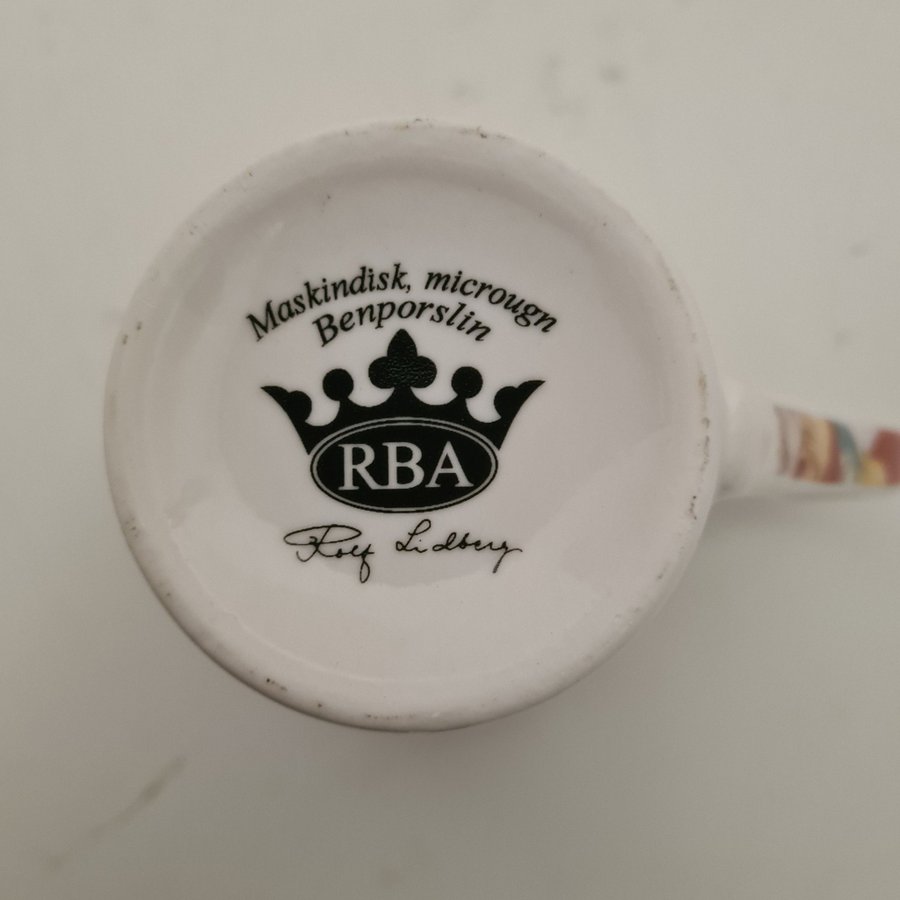 Maskindisk, microugn
Benporslin
RBA
Rolf Lidberg